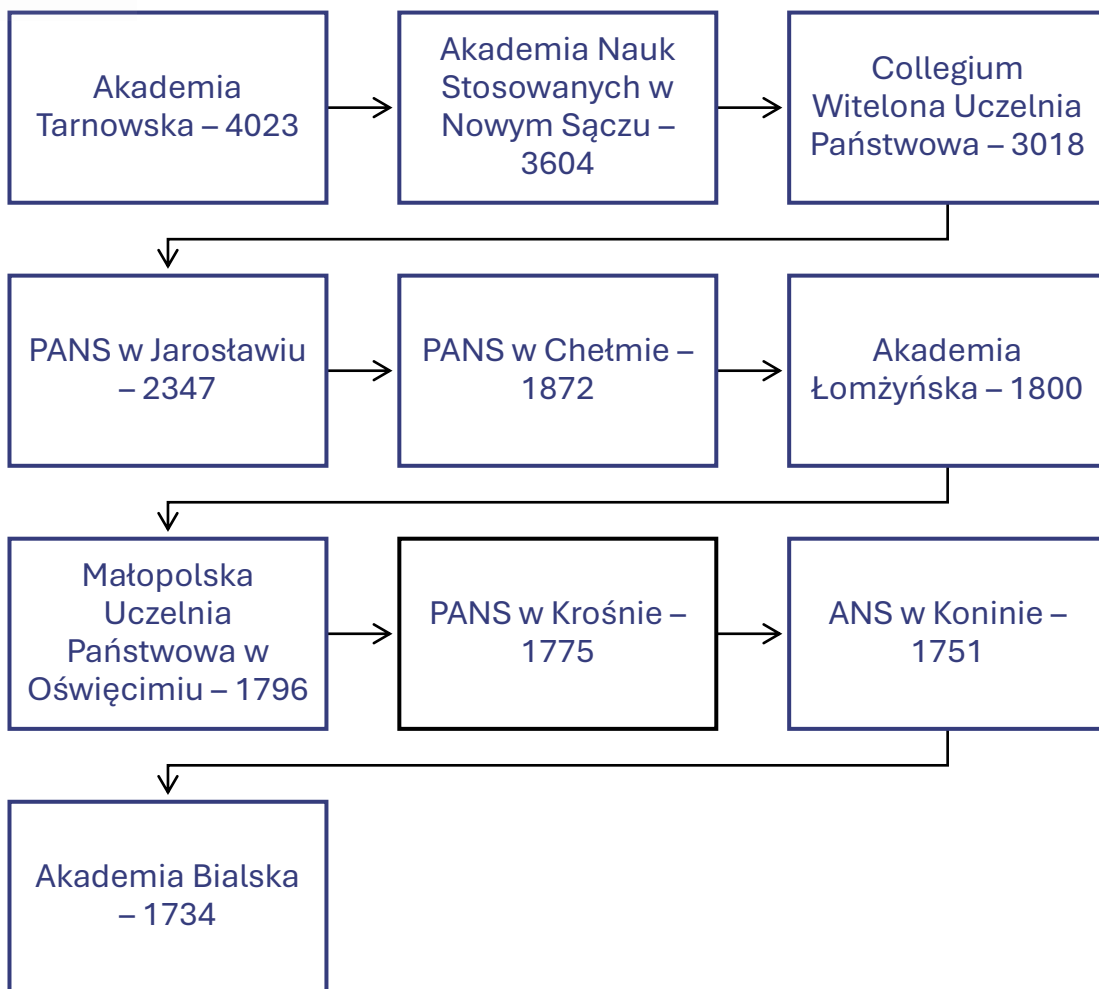 Akademia
Tarnowska – 4023
Akademia Nauk
Stosowanych w
Nowym Sączu –
3604
Collegium
Witelona Uczelnia
Państwowa – 3018
PANS w Jarosławiu
– 2347
PANS w Chełmie –
1872
Akademia
Łomżyńska – 1800
Małopolska
Uczelnia
Państwowa w
Oświęcimiu – 1796
PANS w Krośnie –
1775
ANS w Koninie –
1751
Akademia Bialska
– 1734